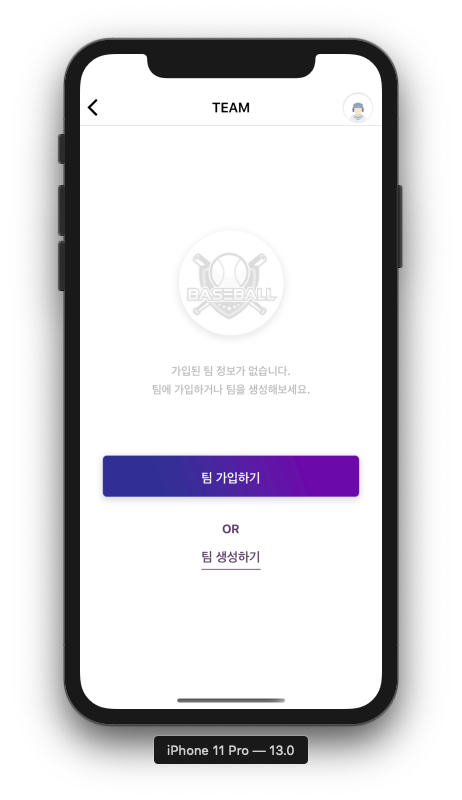 TEAM
BASEBALL
가입된 팀 정보가 없습니다.
팀에 가입하거나 팀을 생성해보세요.
팀 가입하기
OR
팀 생성하기
iPhone 11 Pro — 13.0